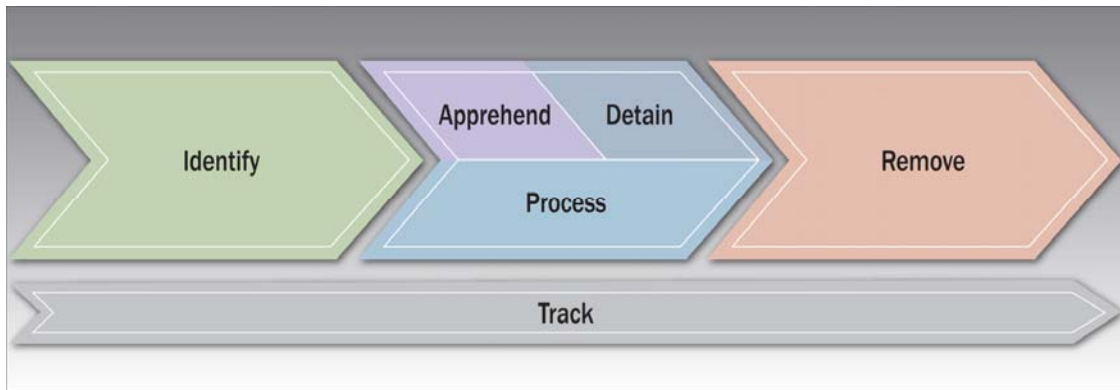 Identify
Apprehend
Detain
Process
Remove
Track